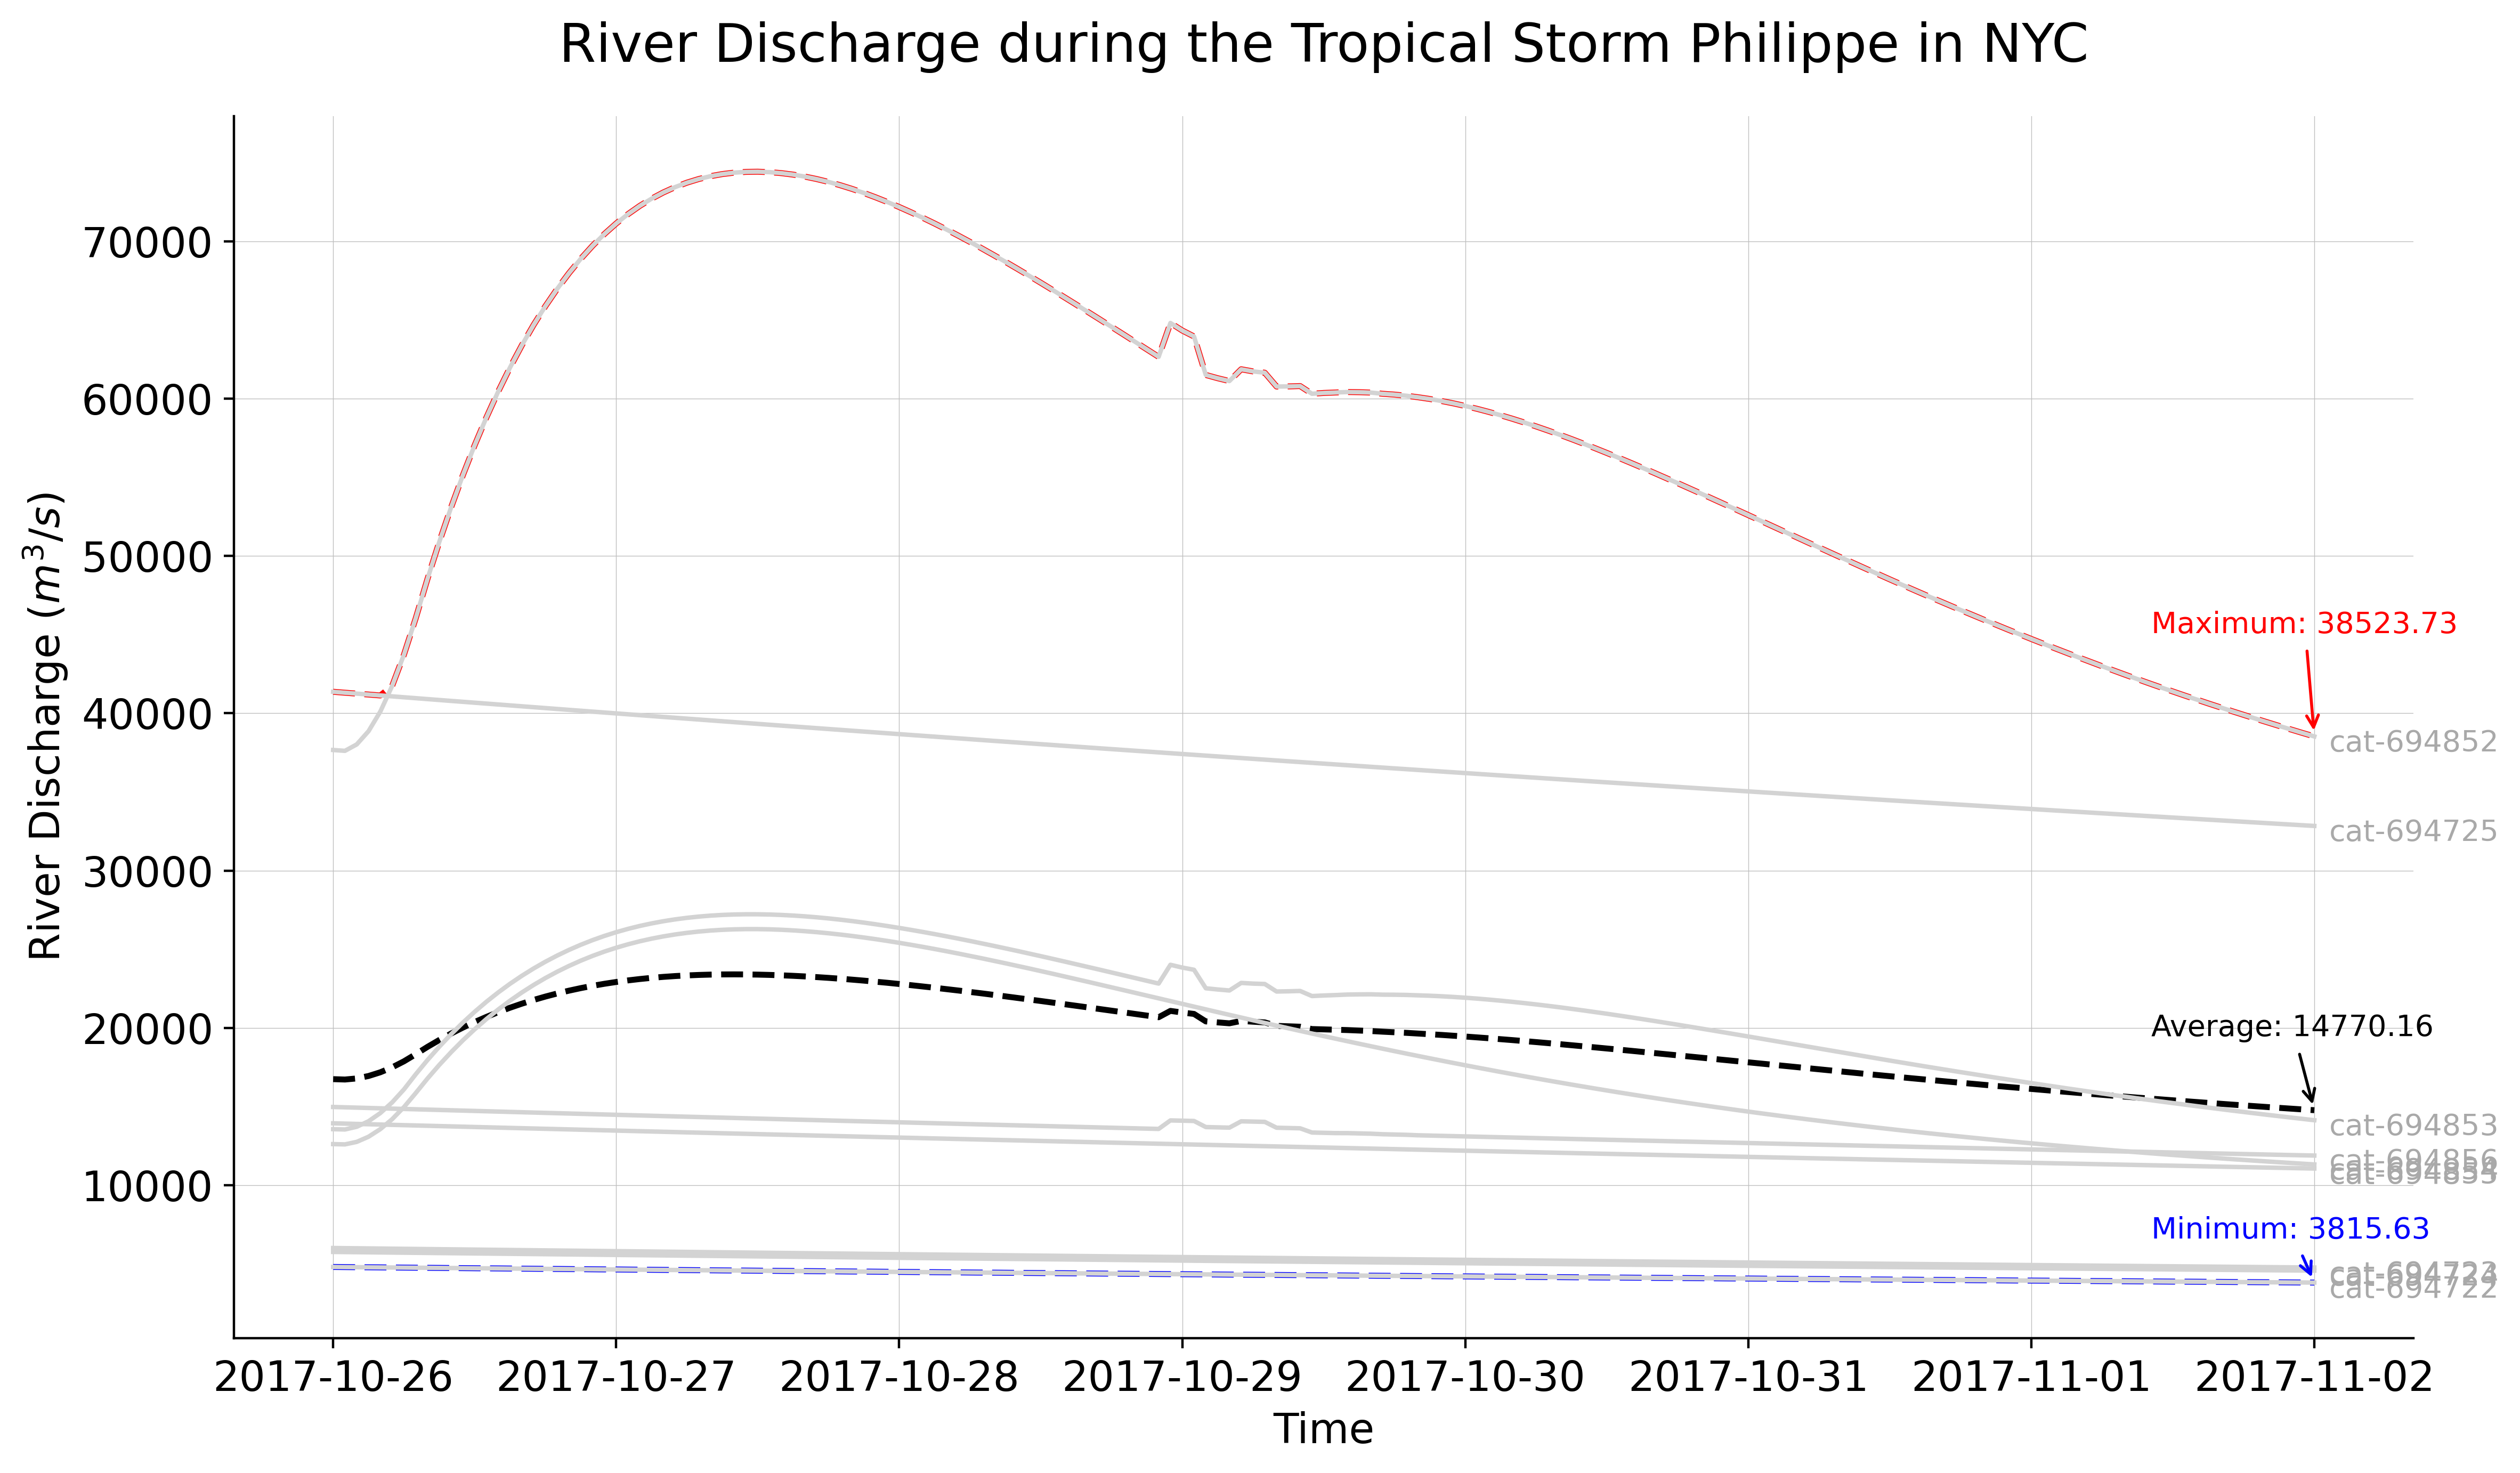 River Discharge during the Tropical Storm Philippe in NYC
River Discharge (m³/s)
70000
60000
50000
40000
30000
20000
10000
Maximum: 38523.73
cat-694852
cat-694725
Average: 14770.16
cat-694853
cat-694856
Minimum: 3815.63
cat-694722
2017-10-26 2017-10-27 2017-10-28 2017-10-29 2017-10-30 2017-10-31 2017-11-01 2017-11-02
Time